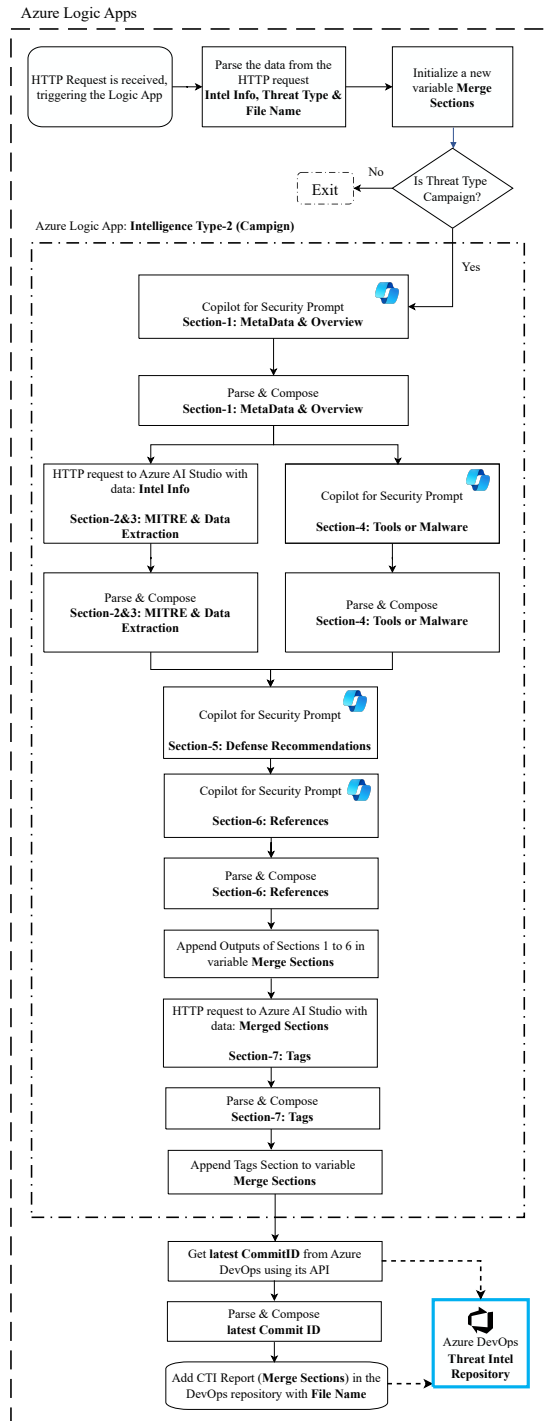 Azure Logic Apps
HTTP Request is received,
triggering the Logic App
Parse the data from the
HTTP request
Intel Info, Threat Type &
File Name
Initialize a new
variable Merge
Sections
Is Threat Type
Campaign?
No
Exit
Yes
Azure Logic App: Intelligence Type-2 (Campign)
Copilot for Security Prompt
Section-1: MetaData & Overview
Parse & Compose
Section-1: MetaData & Overview
HTTP request to Azure AI Studio with
data: Intel Info
Section-2&3: MITRE & Data
Extraction
Copilot for Security Prompt
Section-4: Tools or Malware
Parse & Compose
Section-2&3: MITRE & Data
Extraction
Parse & Compose
Section-4: Tools or Malware
Copilot for Security Prompt
Section-5: Defense Recommendations
Copilot for Security Prompt
Section-6: References
Parse & Compose
Section-6: References
Append Outputs of Sections 1 to 6 in
variable Merge Sections
HTTP request to Azure AI Studio with
data: Merged Sections
Section-7: Tags
Parse & Compose
Section-7: Tags
Append Tags Section to variable
Merge Sections
Get latest CommitID from Azure
DevOps using its API
Parse & Compose
latest Commit ID
Add CTI Report (Merge Sections) in the
DevOps repository with File Name
Azure DevOps
Threat Intel
Repository